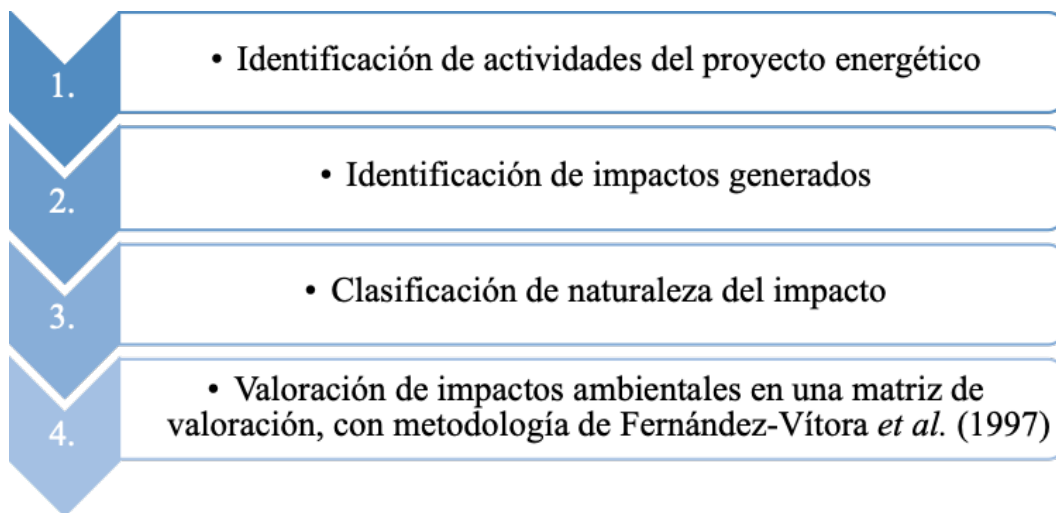 1.
• Identificación de actividades del proyecto energético
2.
• Identificación de impactos generados
3.
• Clasificación de naturaleza del impacto
4.
• Valoración de impactos ambientales en una matriz de
valoración, con metodología de Fernández-Vítora et al. (1997)